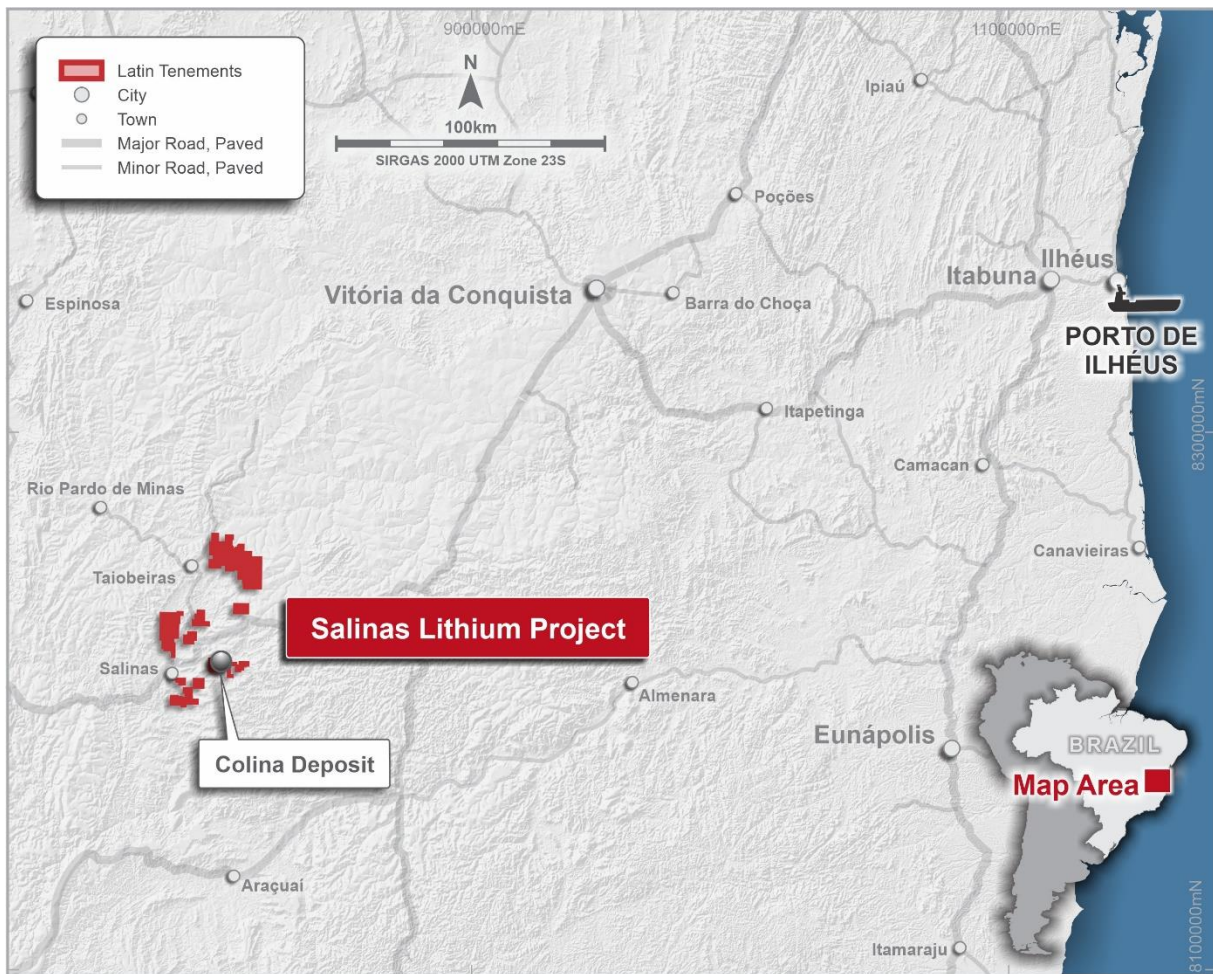 900000mE
1100000mE
Latin Tenements
City
Town
Major Road, Paved
Minor Road, Paved
N
100km
SIRGAS 2000 UTM Zone 23S
Ipiaú
Poções
Ilhéus
Itabuna
Vitória da Conquista
Barra do Choça
Espinosa
PORTO DE
ILHÉUS
Itapetinga
8300000mN
Camacan
Rio Pardo de Minas
Canavieiras
Taiobeiras
Salinas Lithium Project
Salinas
Almenara
Eunápolis
BRAZIL
Colina Deposit
Map Area
Araçuaí
8100000mN
Itamaraju